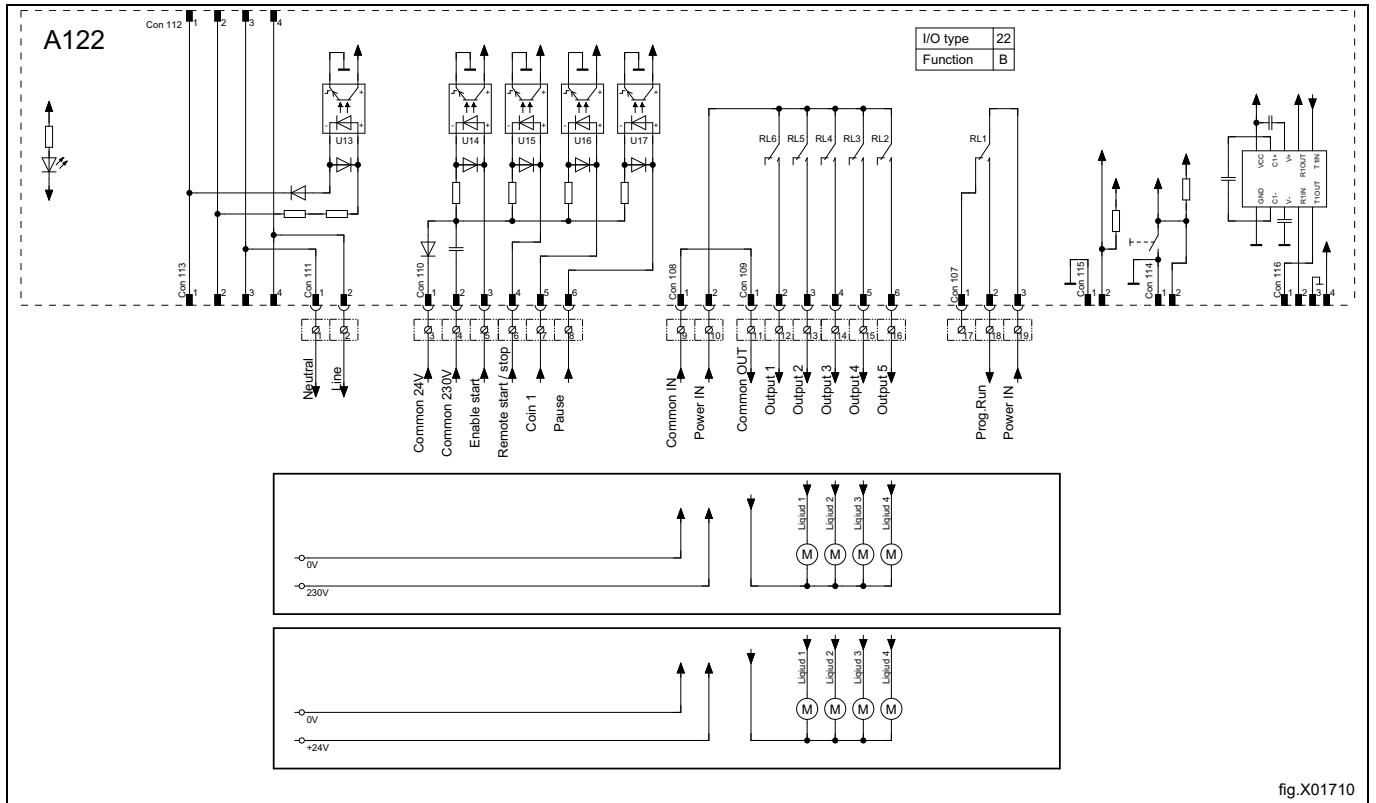 Con 112
1
2
3
4
A122
I/O type 22
Function B
U13
U14
U15
U16
U17
RL6
RL5
RL4
RL3
RL2
RL1
VCC
C1+
V+
R1OUT
T1IN
GND
C1-
V-
R1IN
T1OUT
Con 113
1
2
3
4
Con 111
1
2
Con 110
1
2
3
4
5
6
Con 108
1
2
Con 109
1
2
3
4
5
6
Con 107
1
2
3
Con 115
1
2
Con 114
1
2
Con 116
1
2
3
4
1
2
3
4
5
6
7
8
9
10
11
12
13
14
15
16
17
18
19
Neutral
Line
Common 24V
Common 230V
Enable start
Remote start / stop
Coin 1
Pause
Common IN
Power IN
Common OUT
Output 1
Output 2
Output 3
Output 4
Output 5
Prog.Run
Power IN
Liqiud 1
Liqiud 2
Liqiud 3
Liqiud 4
M
M
M
M
0V
230V
Liqiud 1
Liqiud 2
Liqiud 3
Liqiud 4
M
M
M
M
0V
+24V
fig.X01710